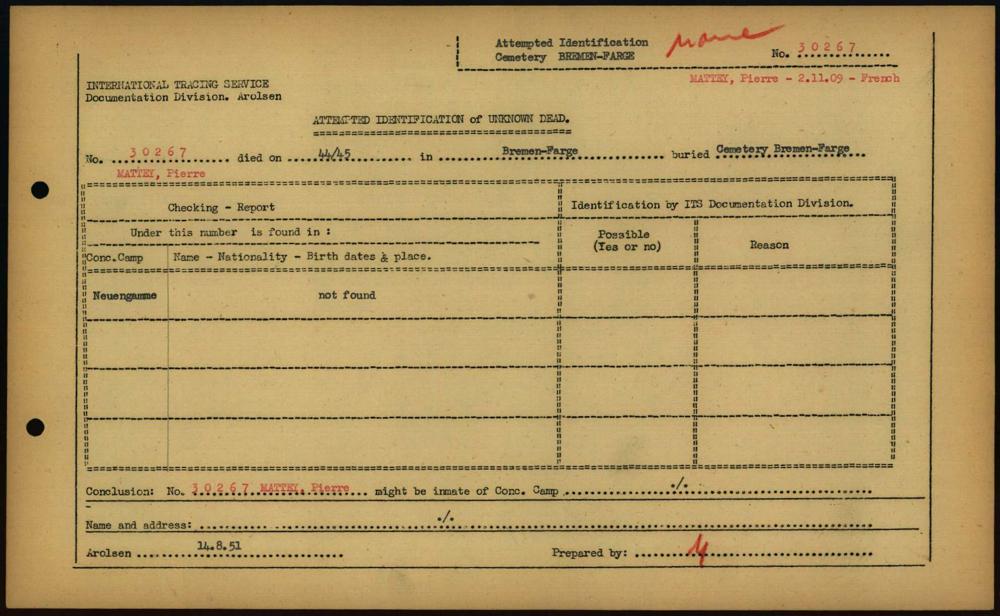 Attempted Identification
Cemetery BREMEN-FARGE
No. 30267
MATTEY, Pierre - 2.11.09 - French
INTERNATIONAL TRACING SERVICE
Documentation Division. Arolsen
ATTEMPTED IDENTIFICATION of UNKNOWN DEAD.
No. 30267 died on 44/45 in Bremen-Farge buried Cemetery Bremen-Farge
MATTEY, Pierre
Checking - Report
Identification by ITS Documentation Division.
Under this number is found in :
Possible
(Yes or no)
Reason
Conc.Camp
Name - Nationality - Birth dates & place.
Neuengamme
not found
Conclusion: No. 30267 MATTEY, Pierre might be inmate of Conc. Camp ./.
Name and address: ./.
Arolsen 14.8.51
Prepared by: